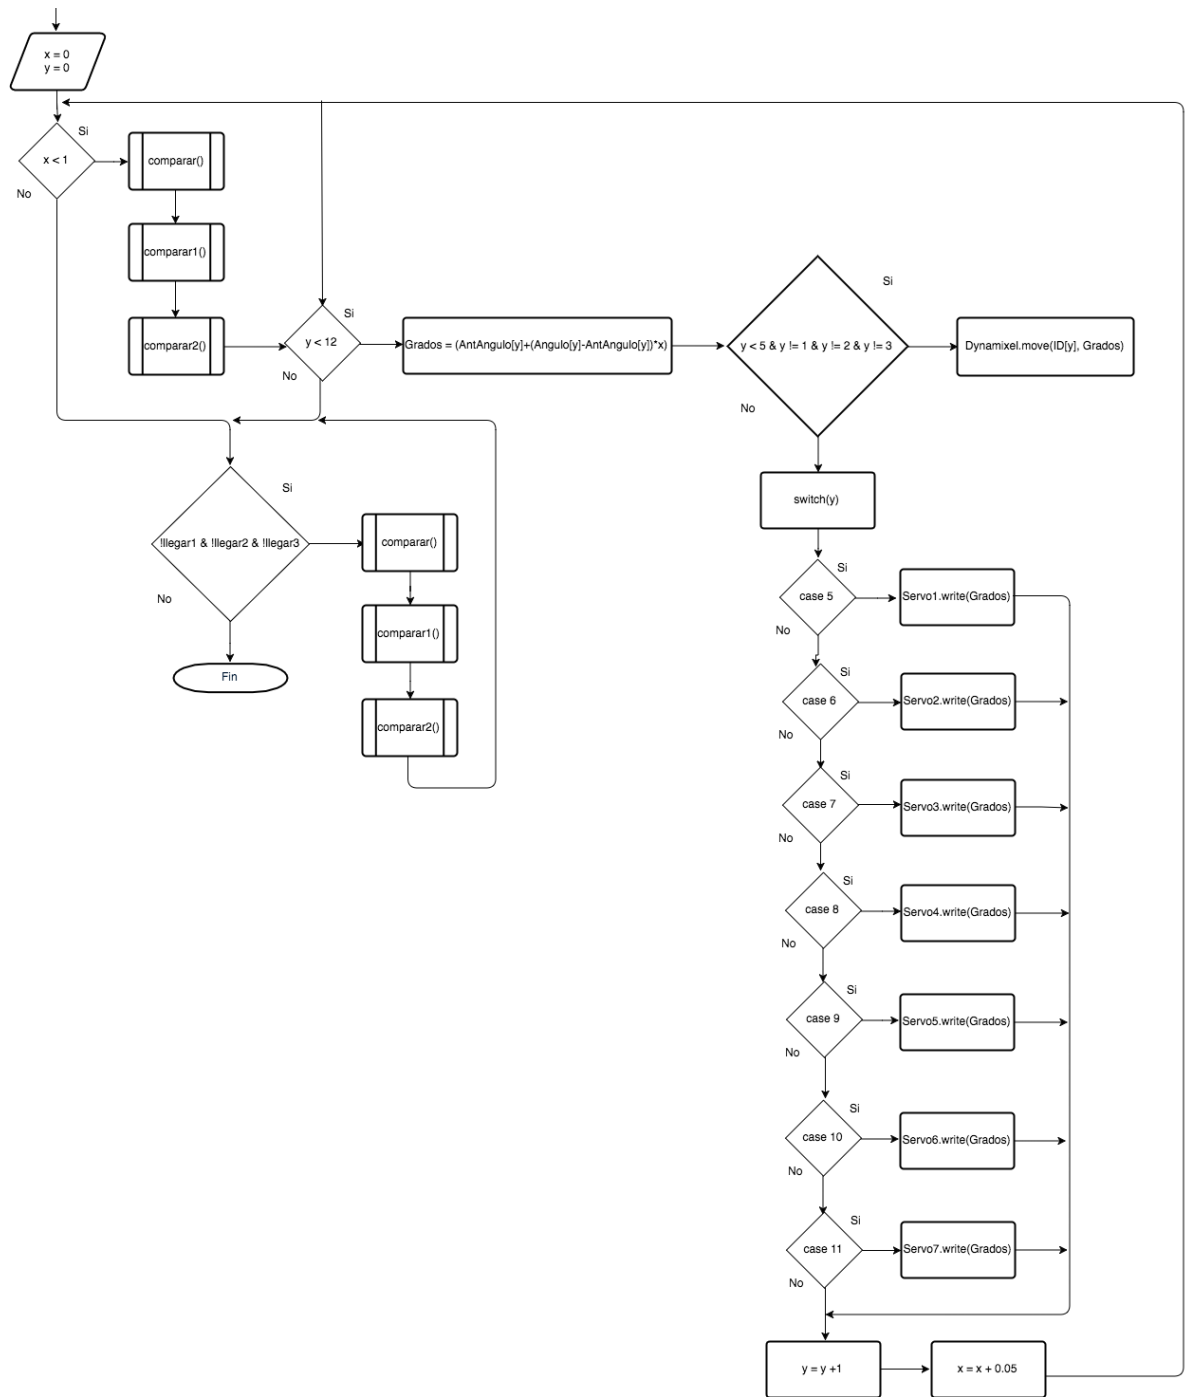 x = 0
y = 0
Si
x < 1
No
comparar()
comparar1()
comparar2()
Si
y < 12
No
Grados = (AntAngulo[y]+(Angulo[y]-AntAngulo[y])*x)
Si
y < 5 & y != 1 & y != 2 & y != 3
No
Dynamixel.move(ID[y], Grados)
Si
!llegar1 & !llegar2 & !llegar3
No
Fin
comparar()
comparar1()
comparar2()
switch(y)
Si
case 5
No
Servo1.write(Grados)
Si
case 6
No
Servo2.write(Grados)
Si
case 7
No
Servo3.write(Grados)
Si
case 8
No
Servo4.write(Grados)
Si
case 9
No
Servo5.write(Grados)
Si
case 10
No
Servo6.write(Grados)
Si
case 11
No
Servo7.write(Grados)
y = y +1
x = x + 0.05